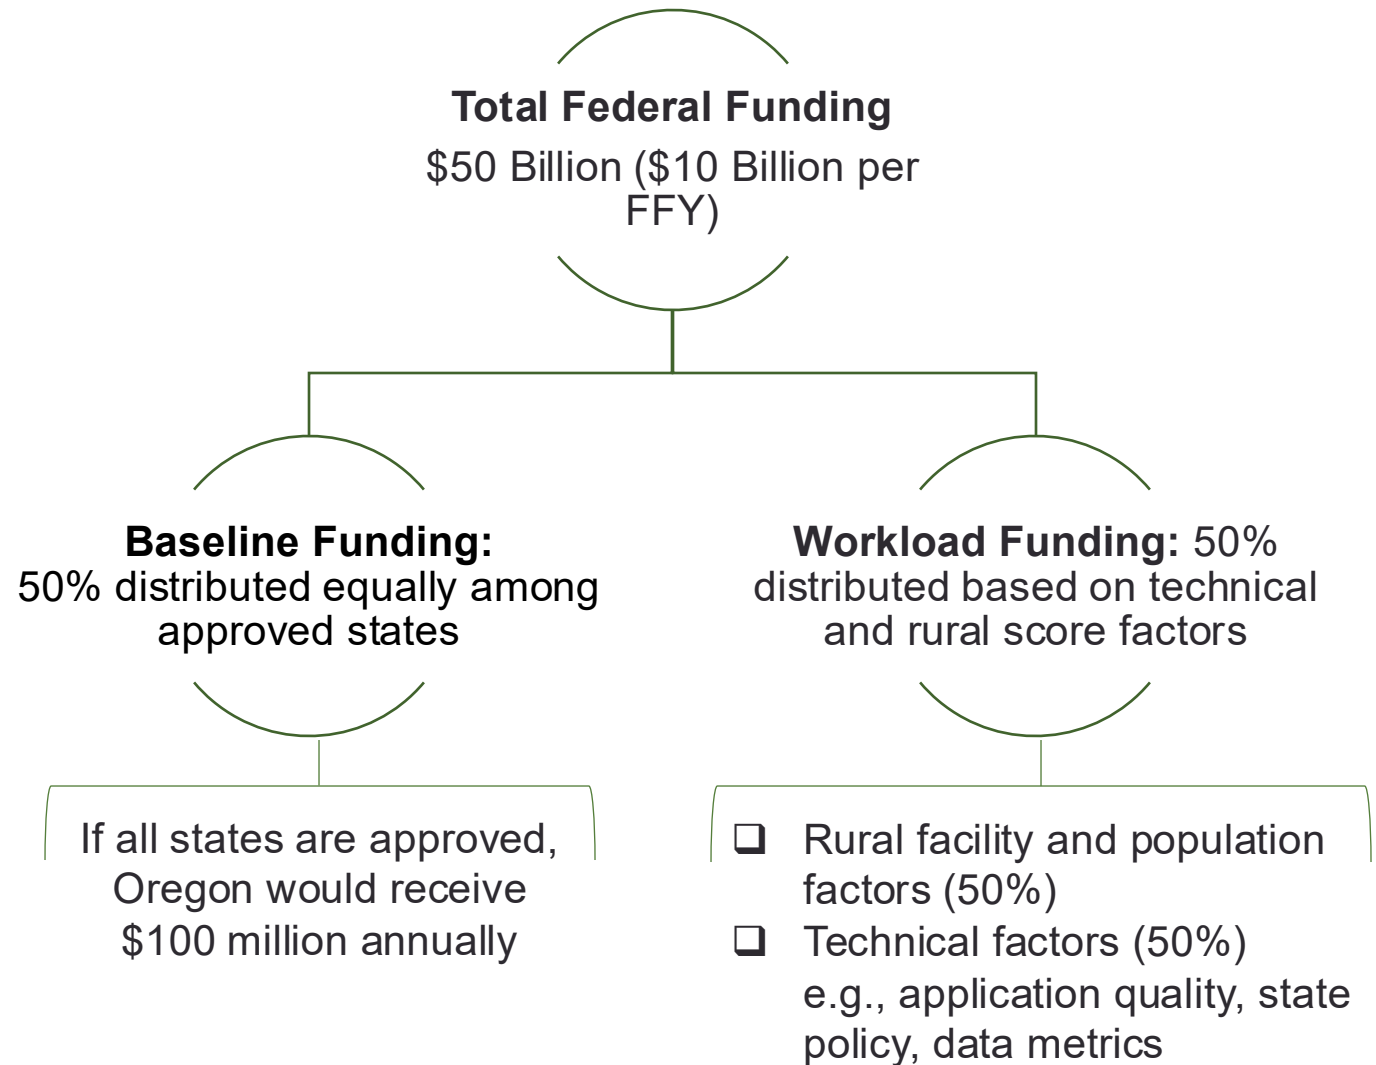 Total Federal Funding
$50 Billion ($10 Billion per
FFY)
Baseline Funding:
50% distributed equally among
approved states
Workload Funding: 50%
distributed based on technical
and rural score factors
If all states are approved,
Oregon would receive
$100 million annually
❑ Rural facility and population
factors (50%)
❑ Technical factors (50%)
e.g., application quality, state
policy, data metrics